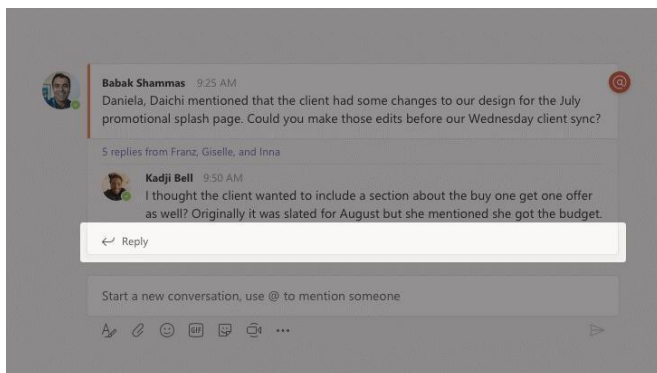 Babak Shammas 9:25 AM
Daniela, Daichi mentioned that the client had some changes to our design for the July
promotional splash page. Could you make those edits before our Wednesday client sync?
5 replies from Franz, Giselle, and Inna
Kadji Bell 9:50 AM
I thought the client wanted to include a section about the buy one get one offer
as well? Originally it was slated for August but she mentioned she got the budget.
Reply
Start a new conversation, use @ to mention someone
GIF